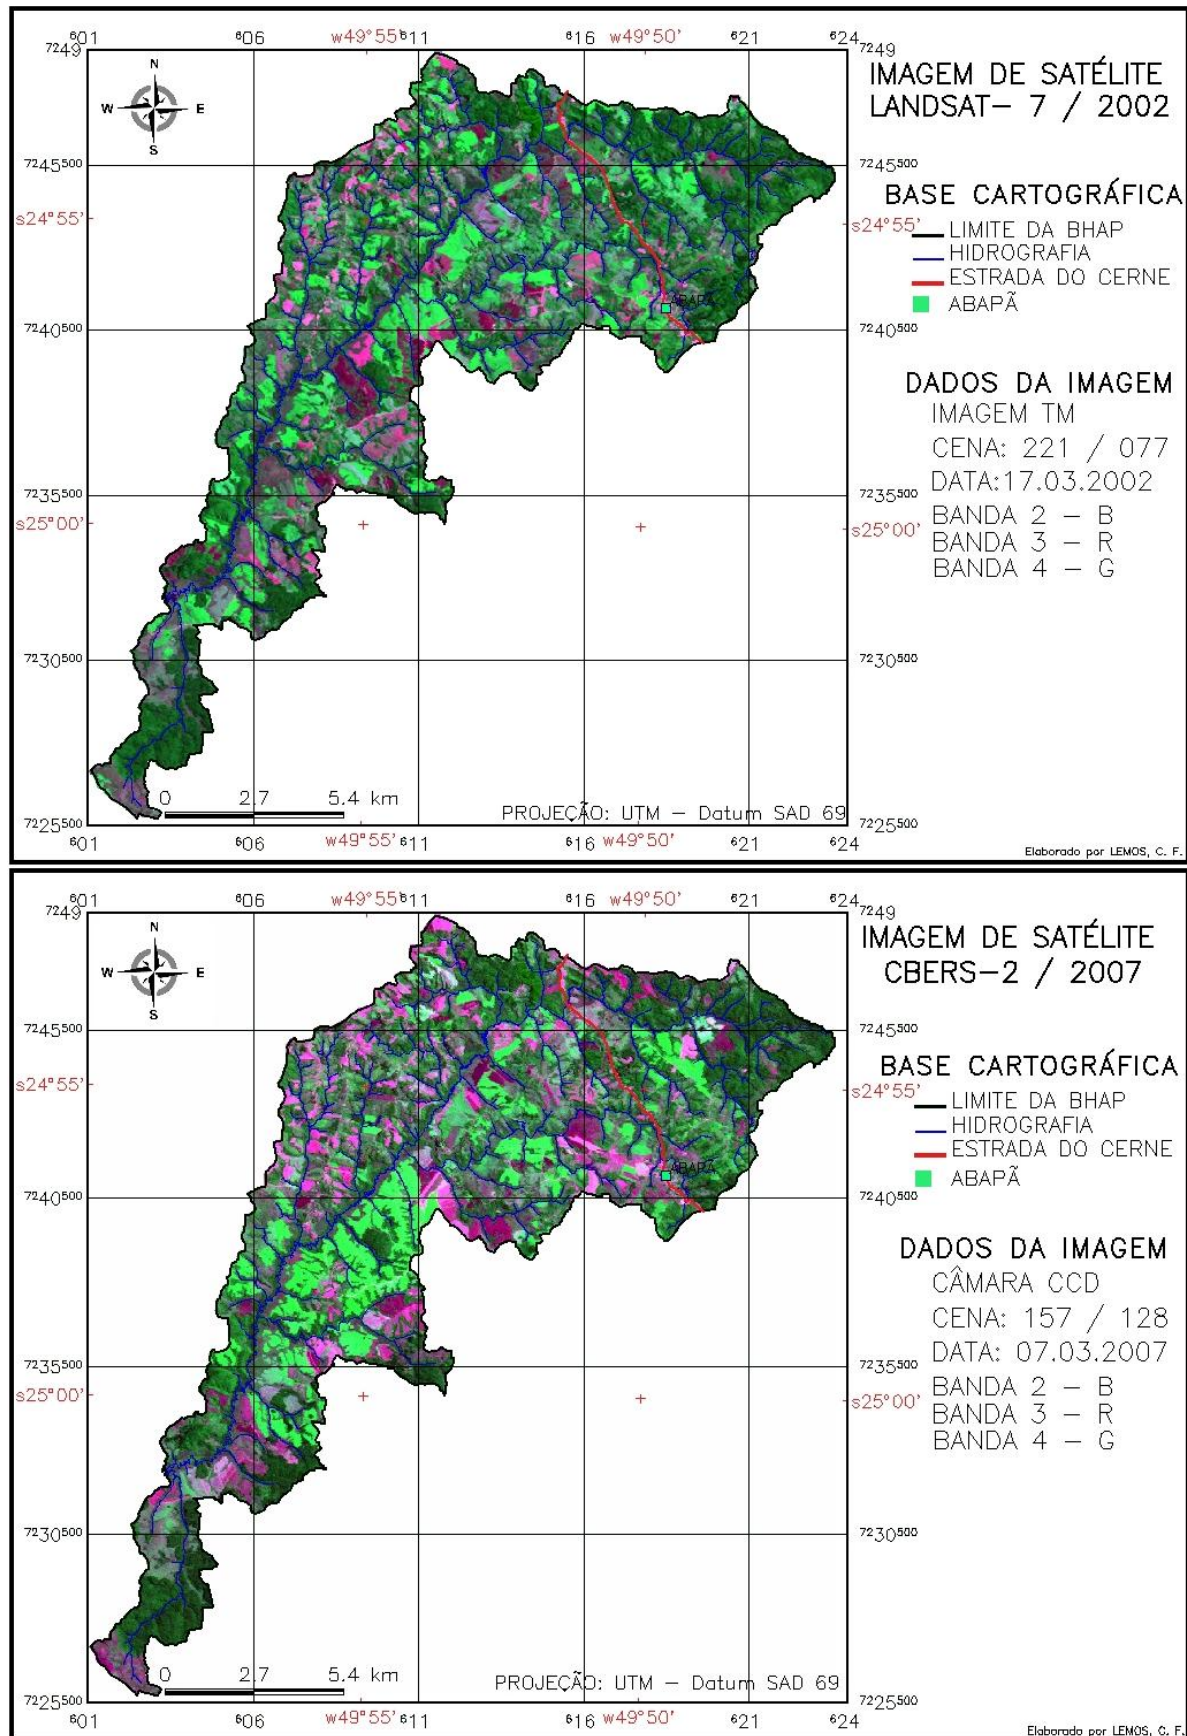 ⁶01 ⁶06 w49°55' ⁶11 ⁶16 w49°50' ⁶21 ⁶24
⁷²49 ⁷²49
N
W E
S
IMAGEM DE SATÉLITE
LANDSAT- 7 / 2002
⁷²45⁵⁰⁰ ⁷²45⁵⁰⁰
BASE CARTOGRÁFICA
s24°55' s24°55'
LIMITE DA BHAP
HIDROGRAFIA
ESTRADA DO CERNE
ABAPÃ
ABAPÃ
⁷²40⁵⁰⁰ ⁷²40⁵⁰⁰
DADOS DA IMAGEM
IMAGEM TM
CENA: 221 / 077
DATA:17.03.2002
⁷²35⁵⁰⁰ ⁷²35⁵⁰⁰
s25°00' s25°00'
BANDA 2 - B
BANDA 3 - R
BANDA 4 - G
⁷²30⁵⁰⁰ ⁷²30⁵⁰⁰
0 2.7 5.4 km
PROJEÇÃO: UTM - Datum SAD 69
⁷²25⁵⁰⁰ ⁷²25⁵⁰⁰
⁶01 ⁶06 w49°55' ⁶11 ⁶16 w49°50' ⁶21 ⁶24
Elaborado por LEMOS, C. F.
⁶01 ⁶06 w49°55' ⁶11 ⁶16 w49°50' ⁶21 ⁶24
⁷²49 ⁷²49
N
W E
S
IMAGEM DE SATÉLITE
CBERS-2 / 2007
⁷²45⁵⁰⁰ ⁷²45⁵⁰⁰
BASE CARTOGRÁFICA
s24°55' s24°55'
LIMITE DA BHAP
HIDROGRAFIA
ESTRADA DO CERNE
ABAPÃ
ABAPÃ
⁷²40⁵⁰⁰ ⁷²40⁵⁰⁰
DADOS DA IMAGEM
CÂMARA CCD
CENA: 157 / 128
DATA: 07.03.2007
⁷²35⁵⁰⁰ ⁷²35⁵⁰⁰
s25°00' s25°00'
BANDA 2 - B
BANDA 3 - R
BANDA 4 - G
⁷²30⁵⁰⁰ ⁷²30⁵⁰⁰
0 2.7 5.4 km
PROJEÇÃO: UTM - Datum SAD 69
⁷²25⁵⁰⁰ ⁷²25⁵⁰⁰
⁶01 ⁶06 w49°55' ⁶11 ⁶16 w49°50' ⁶21 ⁶24
Elaborado por LEMOS, C. F.